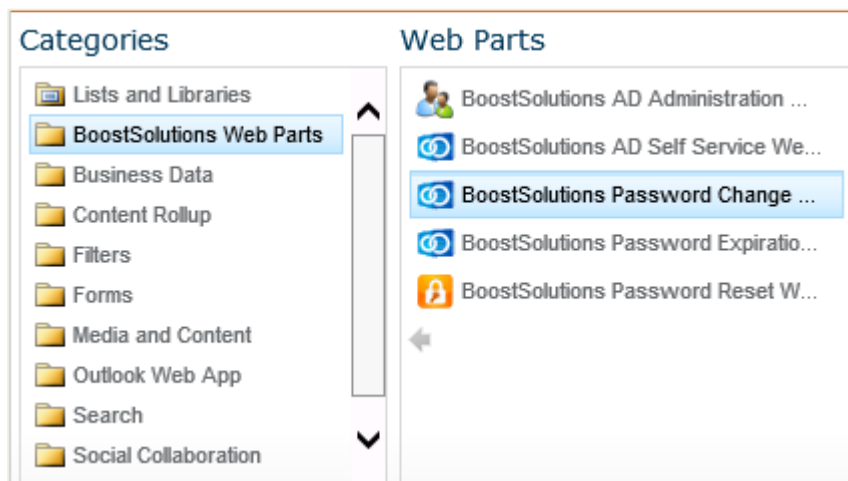 Categories
Lists and Libraries
BoostSolutions Web Parts
Business Data
Content Rollup
Filters
Forms
Media and Content
Outlook Web App
Search
Social Collaboration
Web Parts
BoostSolutions AD Administration ...
BoostSolutions AD Self Service We...
BoostSolutions Password Change ...
BoostSolutions Password Expiratio...
BoostSolutions Password Reset W...